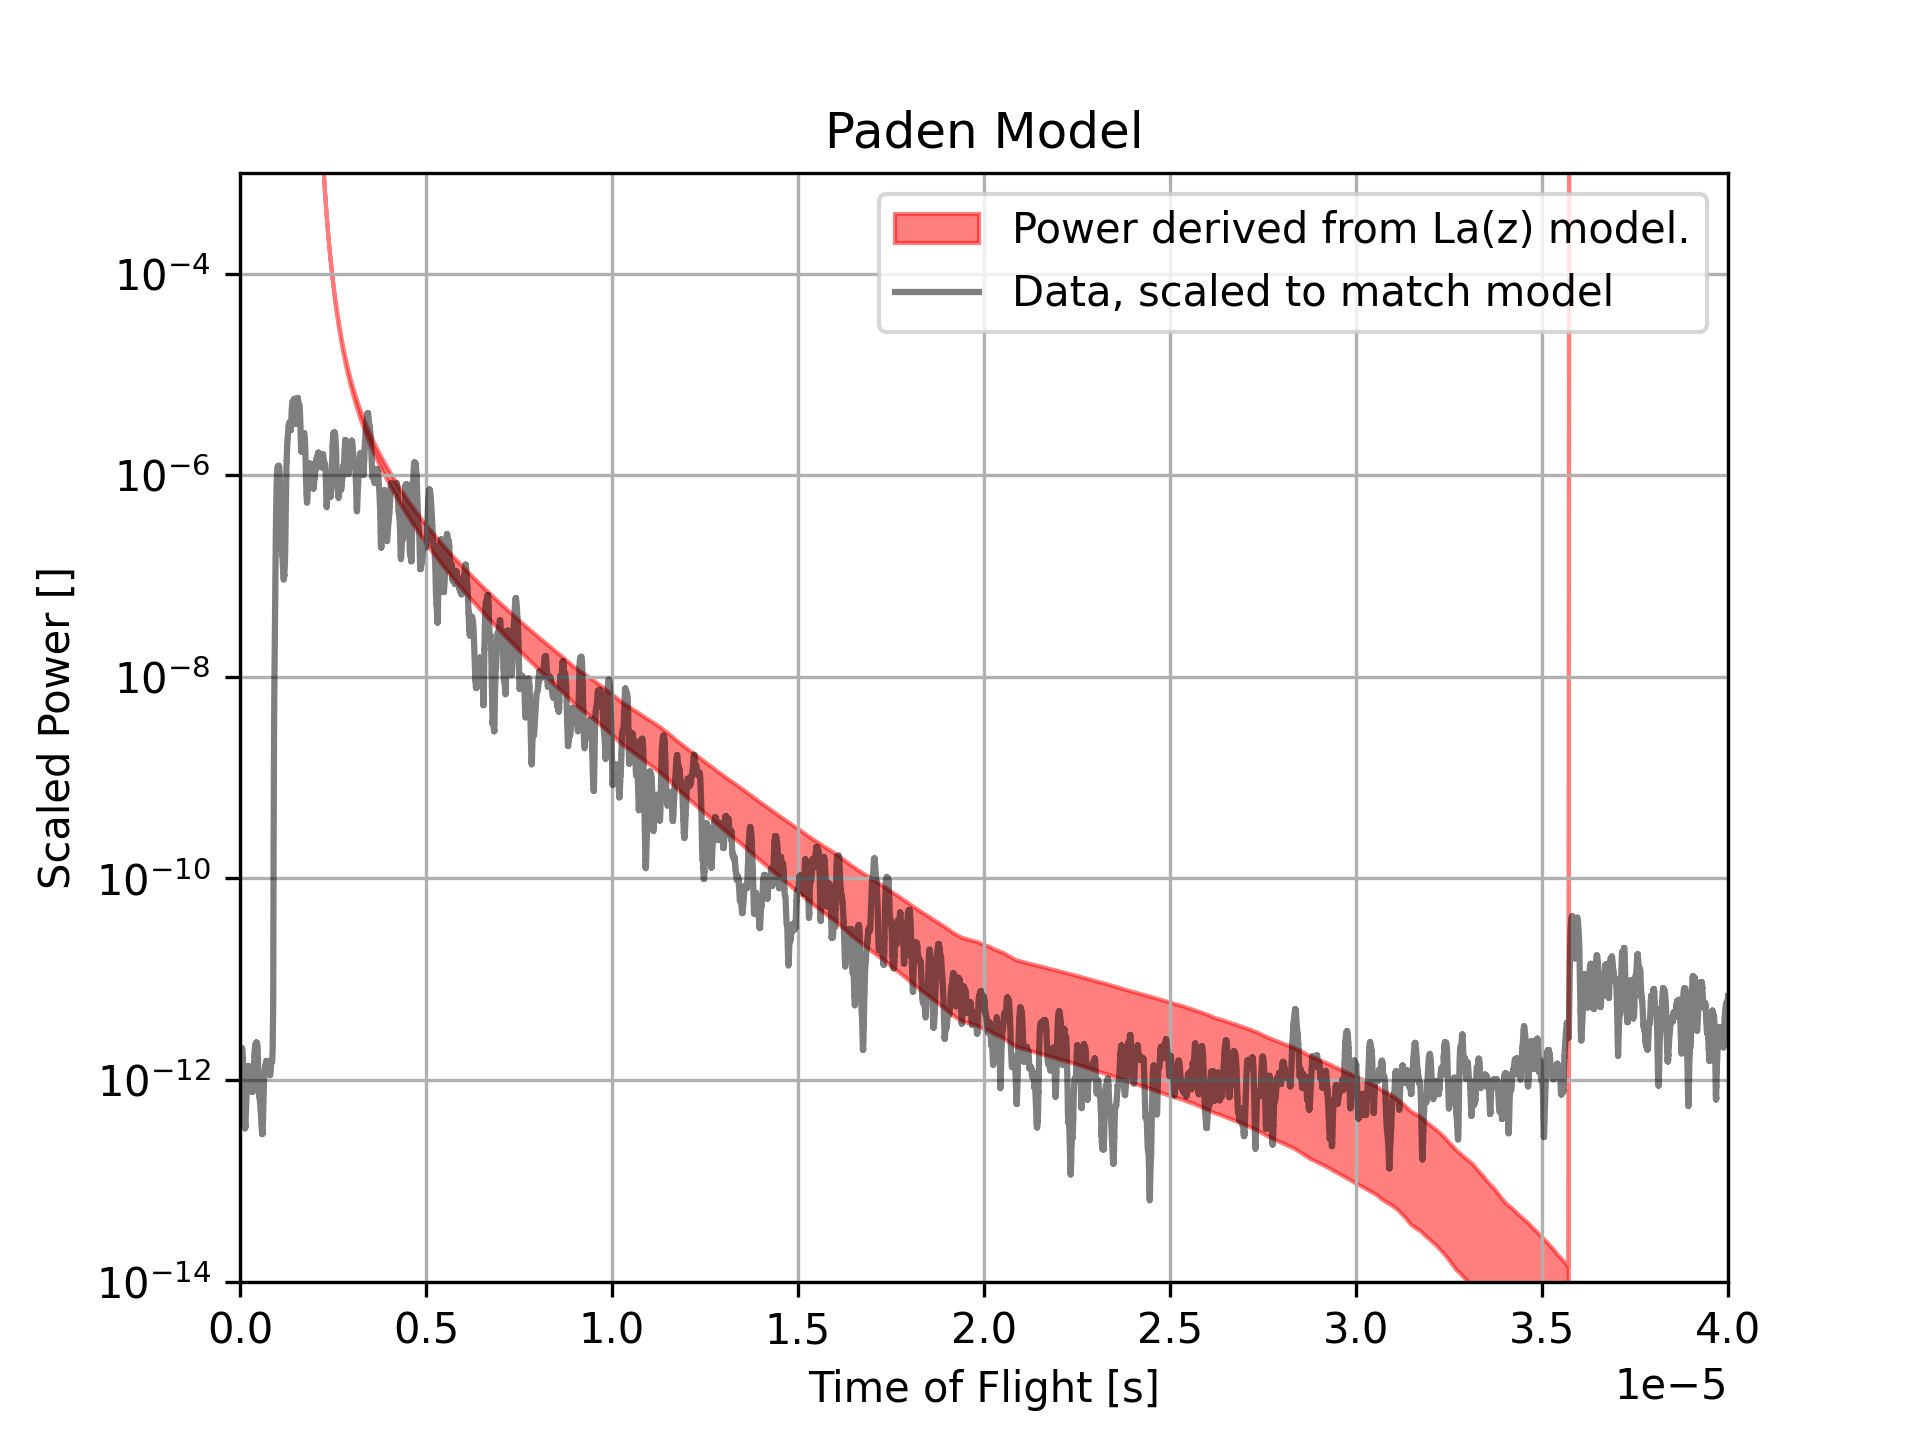 Paden Model
Power derived from La(z) model.
Data, scaled to match model
Scaled Power []
10⁻⁴
10⁻⁶
10⁻⁸
10⁻¹⁰
10⁻¹²
10⁻¹⁴
0.0 0.5 1.0 1.5 2.0 2.5 3.0 3.5 4.0
Time of Flight [s]
1e−5